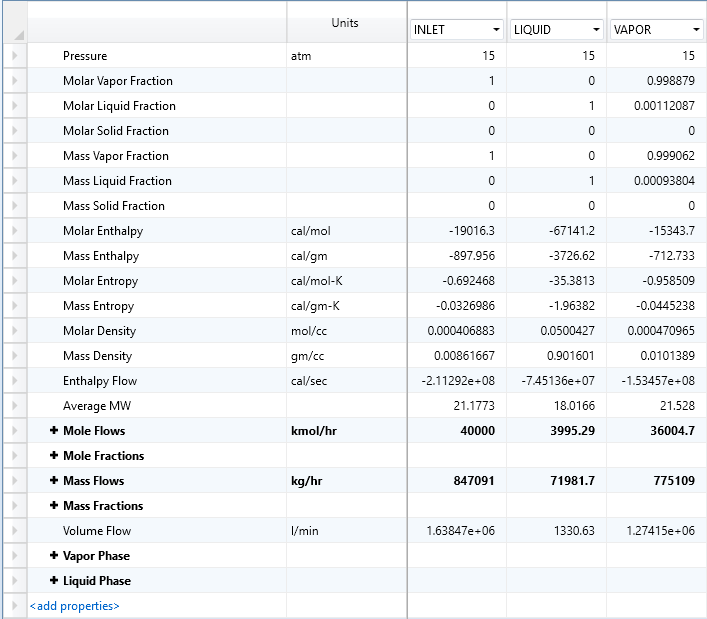 Units INLET LIQUID VAPOR
Pressure atm 15 15 15
Molar Vapor Fraction 1 0 0.998879
Molar Liquid Fraction 0 1 0.00112087
Molar Solid Fraction 0 0 0
Mass Vapor Fraction 1 0 0.999062
Mass Liquid Fraction 0 1 0.00093804
Mass Solid Fraction 0 0 0
Molar Enthalpy cal/mol -19016.3 -67141.2 -15343.7
Mass Enthalpy cal/gm -897.956 -3726.62 -712.733
Molar Entropy cal/mol-K -0.692468 -35.3813 -0.958509
Mass Entropy cal/gm-K -0.0326986 -1.96382 -0.0445238
Molar Density mol/cc 0.000406883 0.0500427 0.000470965
Mass Density gm/cc 0.00861667 0.901601 0.0101389
Enthalpy Flow cal/sec -2.11292e+08 -7.45136e+07 -1.53457e+08
Average MW 21.1773 18.0166 21.528
+ Mole Flows kmol/hr 40000 3995.29 36004.7
+ Mole Fractions
+ Mass Flows kg/hr 847091 71981.7 775109
+ Mass Fractions
Volume Flow l/min 1.63847e+06 1330.63 1.27415e+06
+ Vapor Phase
+ Liquid Phase
<add properties>